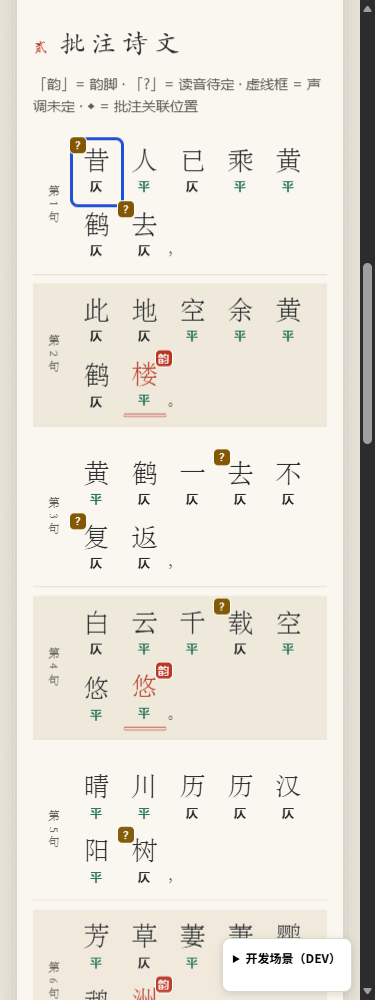 贰 批注诗文
「韵」= 韵脚 ·「?」= 读音待定 · 虚线框 = 声
调未定 · ◆ = 批注关联位置
第1句
? 昔 人 已 乘 黄
仄 平 仄 平 平
鹤 ? 去
仄 仄 ,
第2句
此 地 空 余 黄
仄 仄 平 平 平
鹤 楼 韵
仄 平 。
第3句
黄 鹤 一 ? 去 不
平 仄 仄 仄 仄
? 复 返
仄 仄 ,
第4句
白 云 千 ? 载 空
仄 平 平 仄 平
悠 悠 韵
平 平 。
第5句
晴 川 历 历 汉
平 平 仄 仄 仄
阳 ? 树
平 仄 ,
第6句
芳 草 萋 萋 鹦
平 仄 平
鹉 洲 韵
▶ 开发场景（DEV）